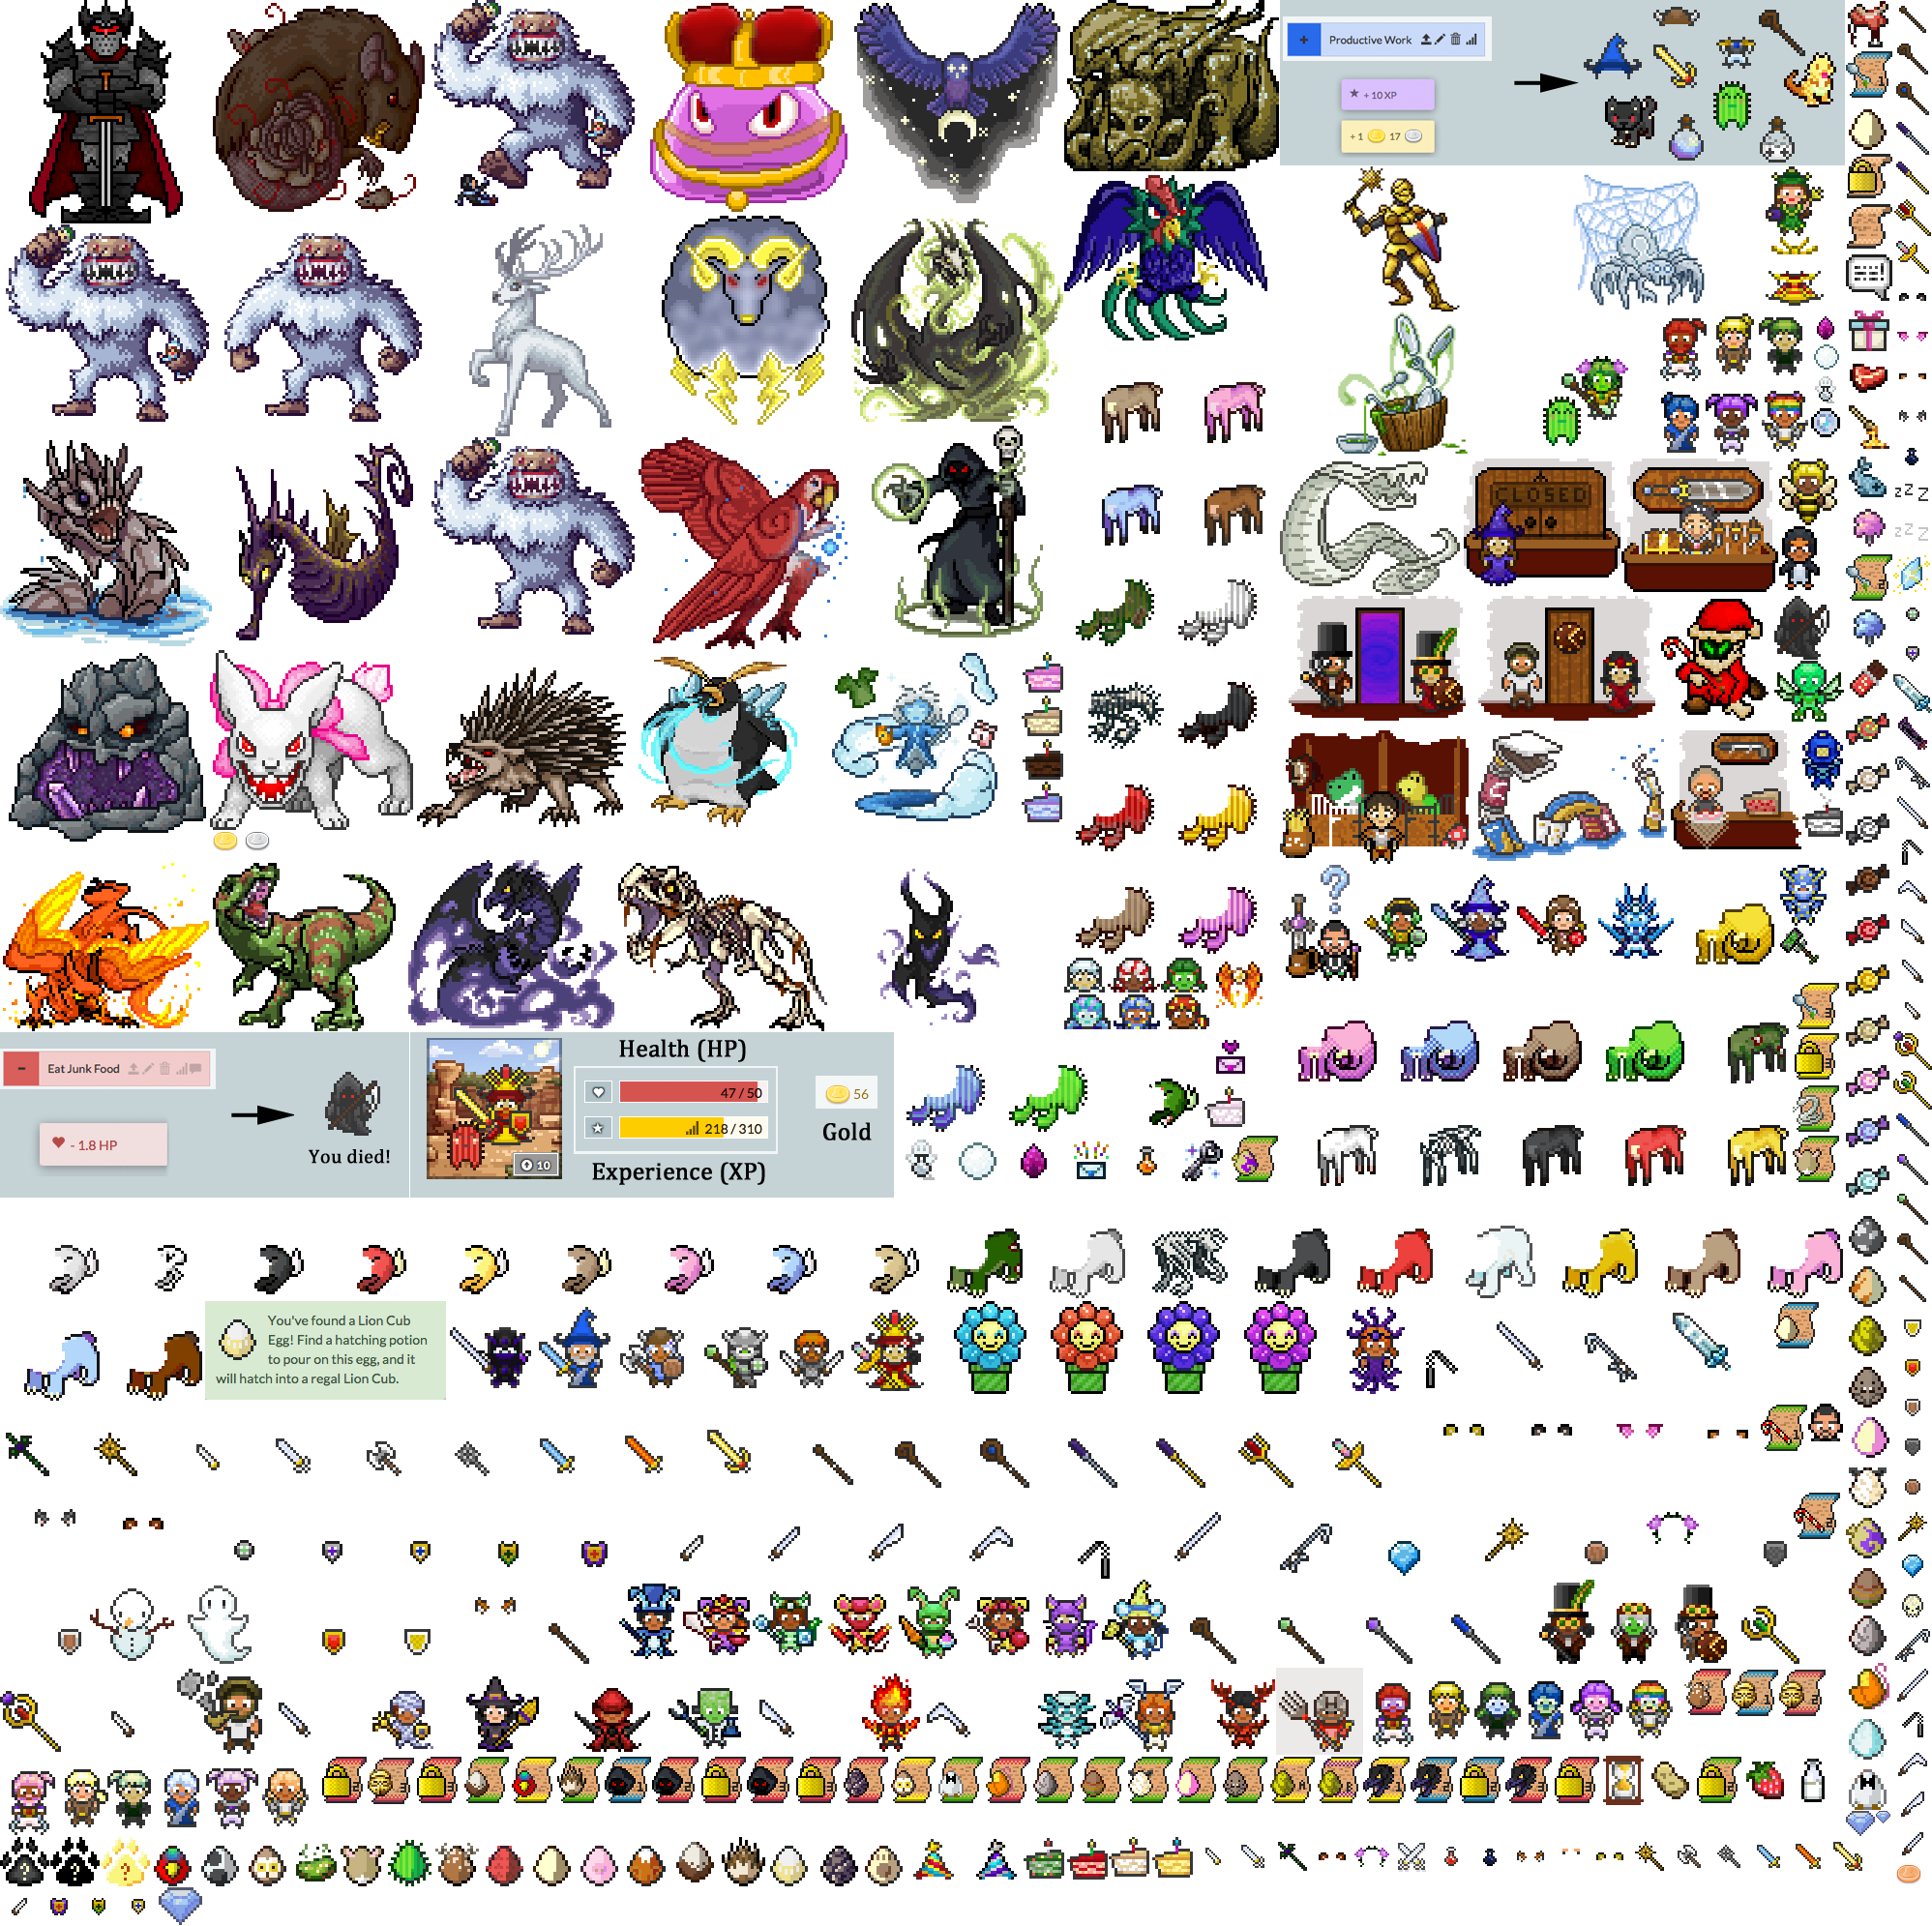 Productive Work
+10 XP
+1 17
CLOSED
zZZ
zZZ
Eat Junk Food
- 1.8 HP
You died!
Health (HP)
47 / 50
218 / 310
10
Experience (XP)
56
Gold
You've found a Lion Cub
Egg! Find a hatching potion
to pour on this egg, and it
will hatch into a regal Lion Cub.